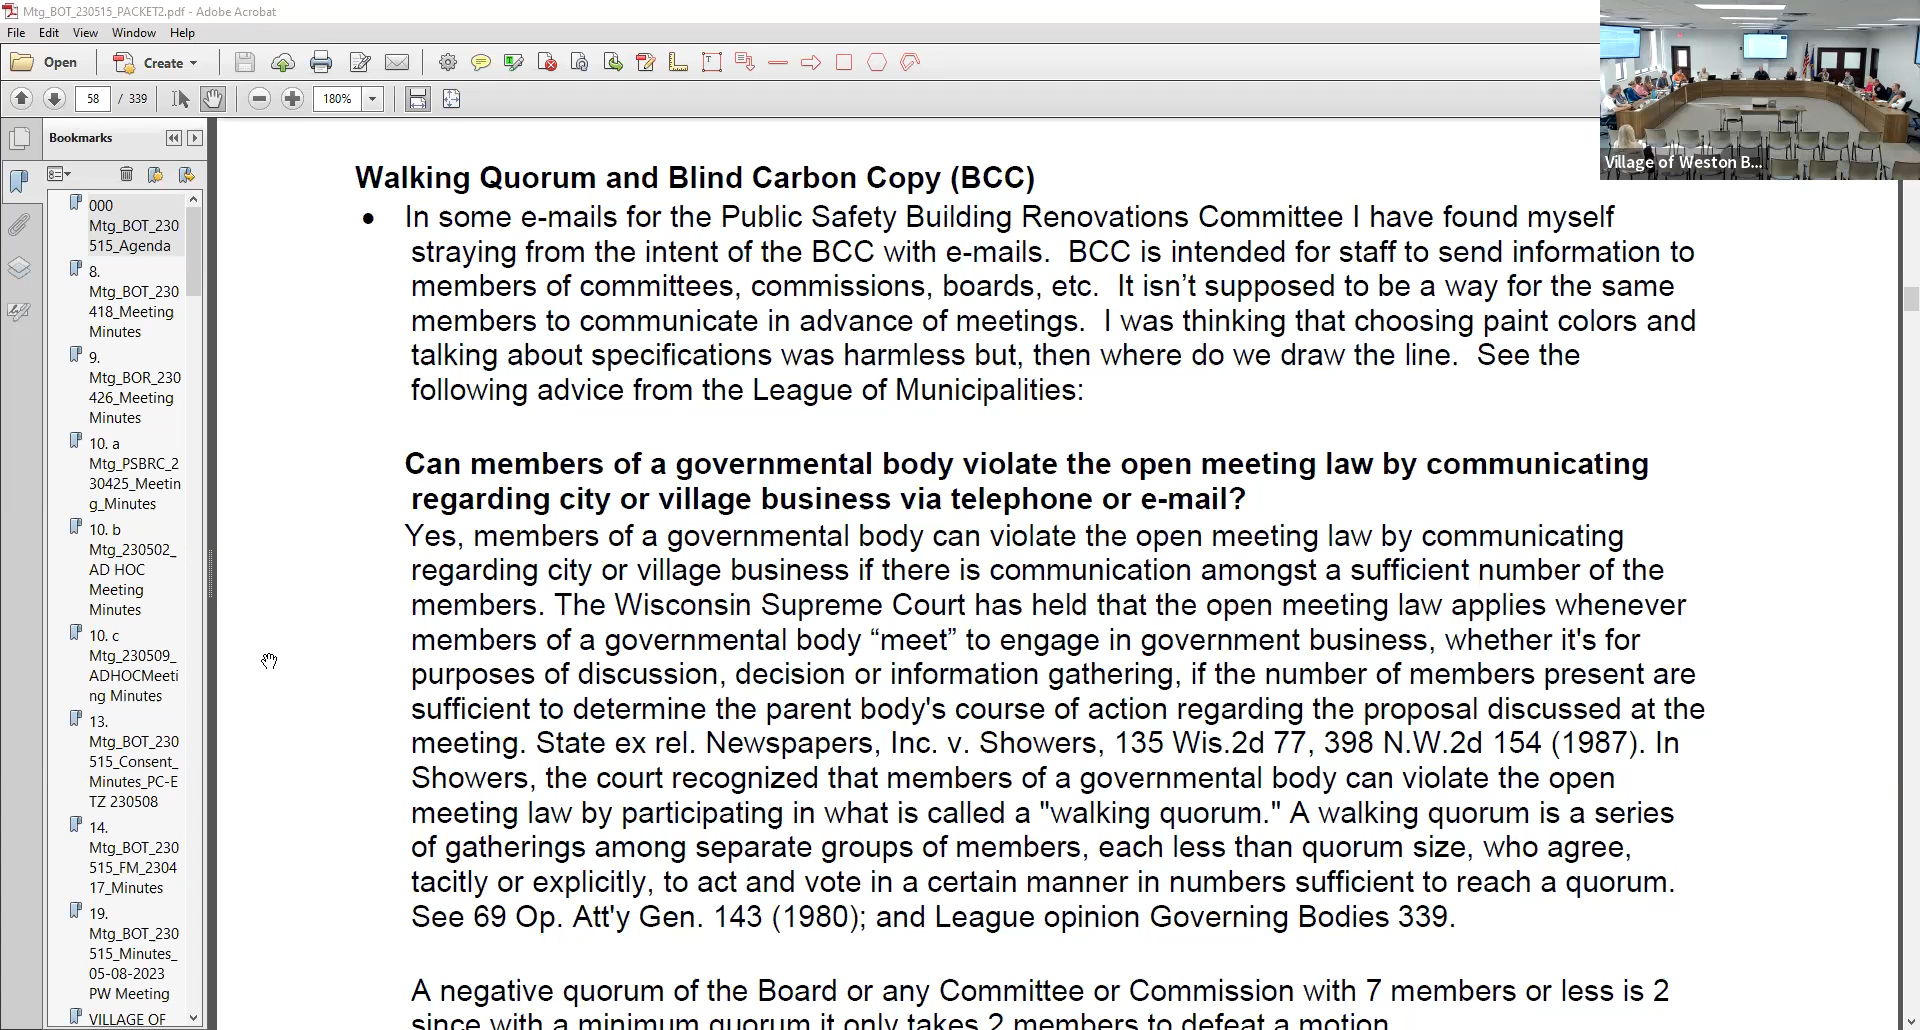 Mtg_BOT_230515_PACKET2.pdf - Adobe Acrobat
File Edit View Window Help
Open Create
58 / 339 180%
Bookmarks
000
Mtg_BOT_230
515_Agenda
8.
Mtg_BOT_230
418_Meeting
Minutes
9.
Mtg_BOR_230
426_Meeting
Minutes
10. a
Mtg_PSBRC_2
30425_Meetin
g_Minutes
10. b
Mtg_230502_
AD HOC
Meeting
Minutes
10. c
Mtg_230509_
ADHOCMeeti
ng Minutes
13.
Mtg_BOT_230
515_Consent_
Minutes_PC-E
TZ 230508
14.
Mtg_BOT_230
515_FM_2304
17_Minutes
19.
Mtg_BOT_230
515_Minutes_
05-08-2023
PW Meeting
VILLAGE OF
Walking Quorum and Blind Carbon Copy (BCC)
• In some e-mails for the Public Safety Building Renovations Committee I have found myself
straying from the intent of the BCC with e-mails. BCC is intended for staff to send information to
members of committees, commissions, boards, etc. It isn’t supposed to be a way for the same
members to communicate in advance of meetings. I was thinking that choosing paint colors and
talking about specifications was harmless but, then where do we draw the line. See the
following advice from the League of Municipalities:
Can members of a governmental body violate the open meeting law by communicating
regarding city or village business via telephone or e-mail?
Yes, members of a governmental body can violate the open meeting law by communicating
regarding city or village business if there is communication amongst a sufficient number of the
members. The Wisconsin Supreme Court has held that the open meeting law applies whenever
members of a governmental body “meet” to engage in government business, whether it's for
purposes of discussion, decision or information gathering, if the number of members present are
sufficient to determine the parent body's course of action regarding the proposal discussed at the
meeting. State ex rel. Newspapers, Inc. v. Showers, 135 Wis.2d 77, 398 N.W.2d 154 (1987). In
Showers, the court recognized that members of a governmental body can violate the open
meeting law by participating in what is called a "walking quorum." A walking quorum is a series
of gatherings among separate groups of members, each less than quorum size, who agree,
tacitly or explicitly, to act and vote in a certain manner in numbers sufficient to reach a quorum.
See 69 Op. Att'y Gen. 143 (1980); and League opinion Governing Bodies 339.
A negative quorum of the Board or any Committee or Commission with 7 members or less is 2
since with a minimum quorum it only takes 2 members to defeat a motion.
Village of Weston B...